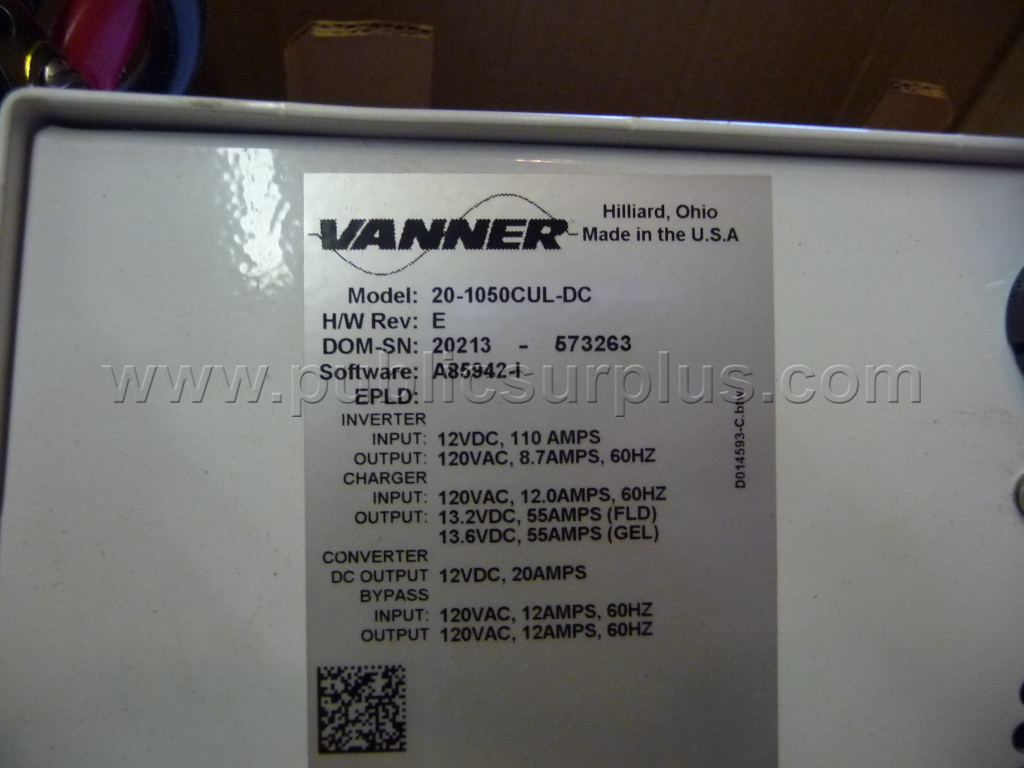 VANNER
Hilliard, Ohio
Made in the U.S.A
Model: 20-1050CUL-DC
H/W Rev: E
DOM-SN: 20213 - 573263
Software: A85942-I
www.publicsurplus.com
EPLD:
INVERTER
INPUT: 12VDC, 110 AMPS
OUTPUT: 120VAC, 8.7AMPS, 60HZ
CHARGER
INPUT: 120VAC, 12.0AMPS, 60HZ
OUTPUT: 13.2VDC, 55AMPS (FLD)
13.6VDC, 55AMPS (GEL)
CONVERTER
DC OUTPUT 12VDC, 20AMPS
BYPASS
INPUT: 120VAC, 12AMPS, 60HZ
OUTPUT 120VAC, 12AMPS, 60HZ
D014593-C.btw